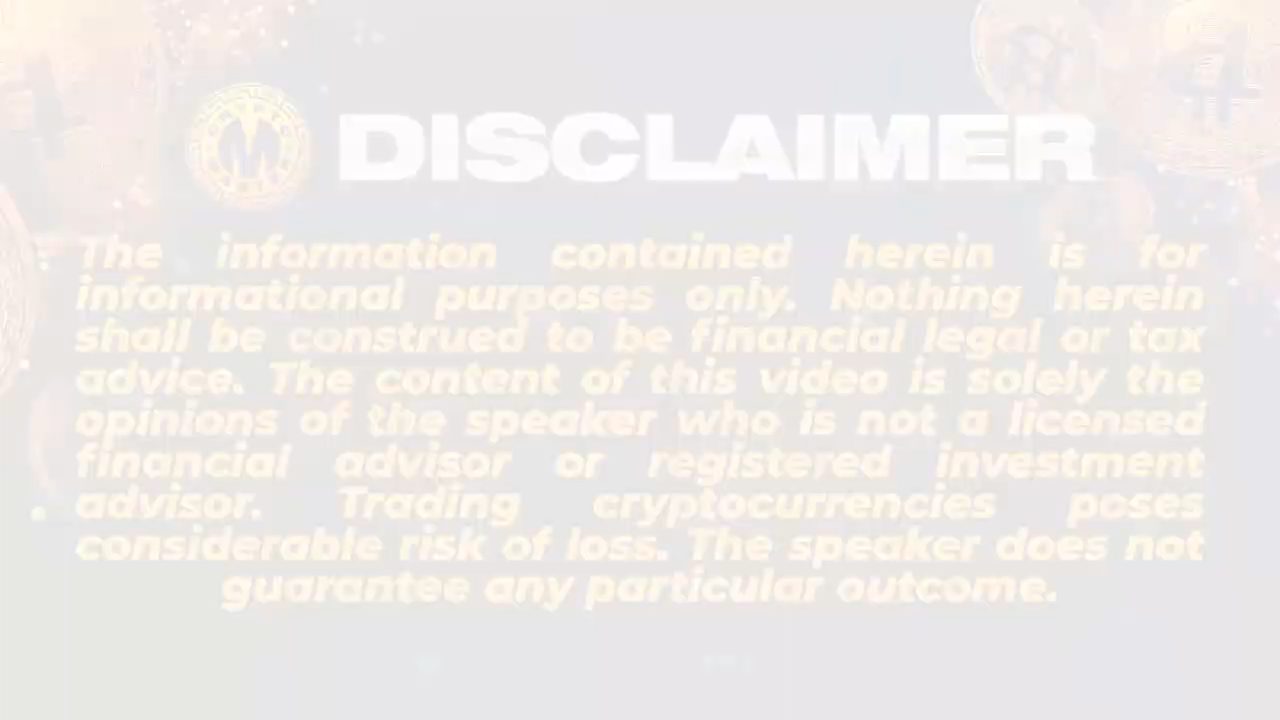 DISCLAIMER
The information contained herein is for
informational purposes only. Nothing herein
shall be construed to be financial legal or tax
advice. The content of this video is solely the
opinions of the speaker who is not a licensed
financial advisor or registered investment
advisor. Trading cryptocurrencies poses
considerable risk of loss. The speaker does not
guarantee any particular outcome.